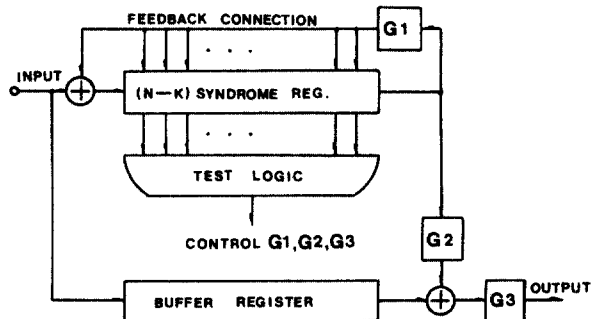 FEEDBACK CONNECTION
G1
. . .
INPUT
(N—K) SYNDROME REG.
. . .
TEST LOGIC
CONTROL G1,G2,G3
G2
BUFFER REGISTER
G3
OUTPUT